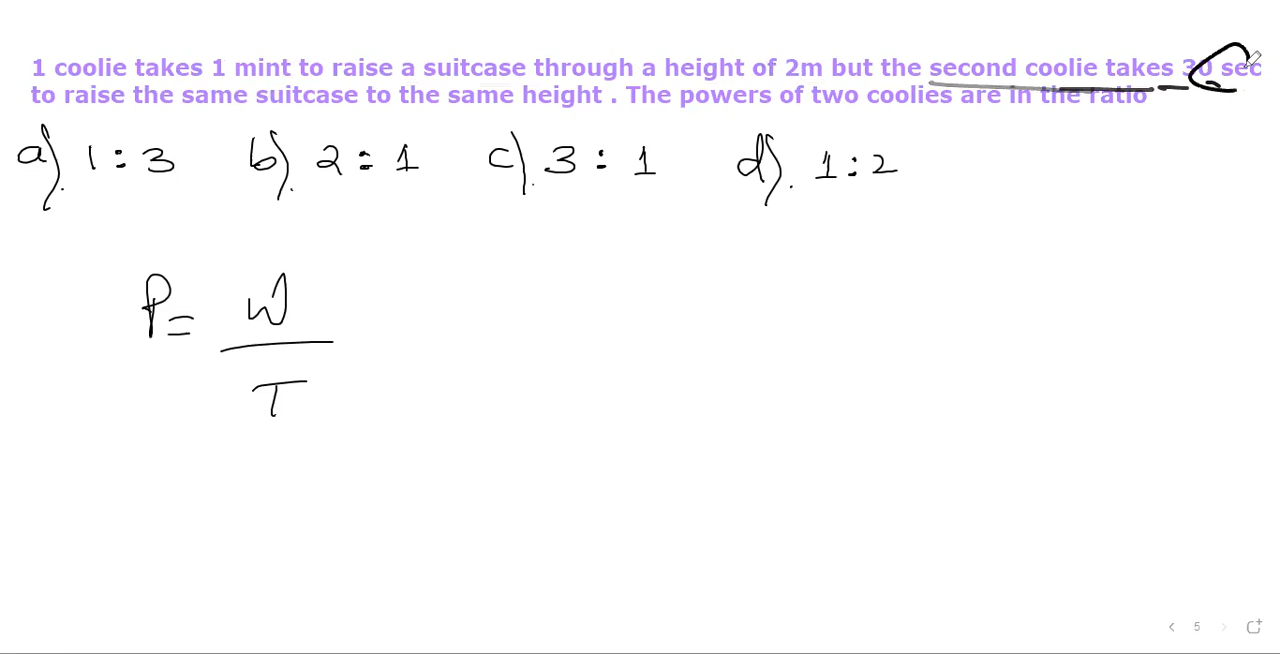 1 coolie takes 1 mint to raise a suitcase through a height of 2m but the second coolie takes 30 sec
to raise the same suitcase to the same height . The powers of two coolies are in the ratio
a). 1 : 3 b). 2 : 1 c). 3 : 1 d). 1 : 2
P = W
T
5